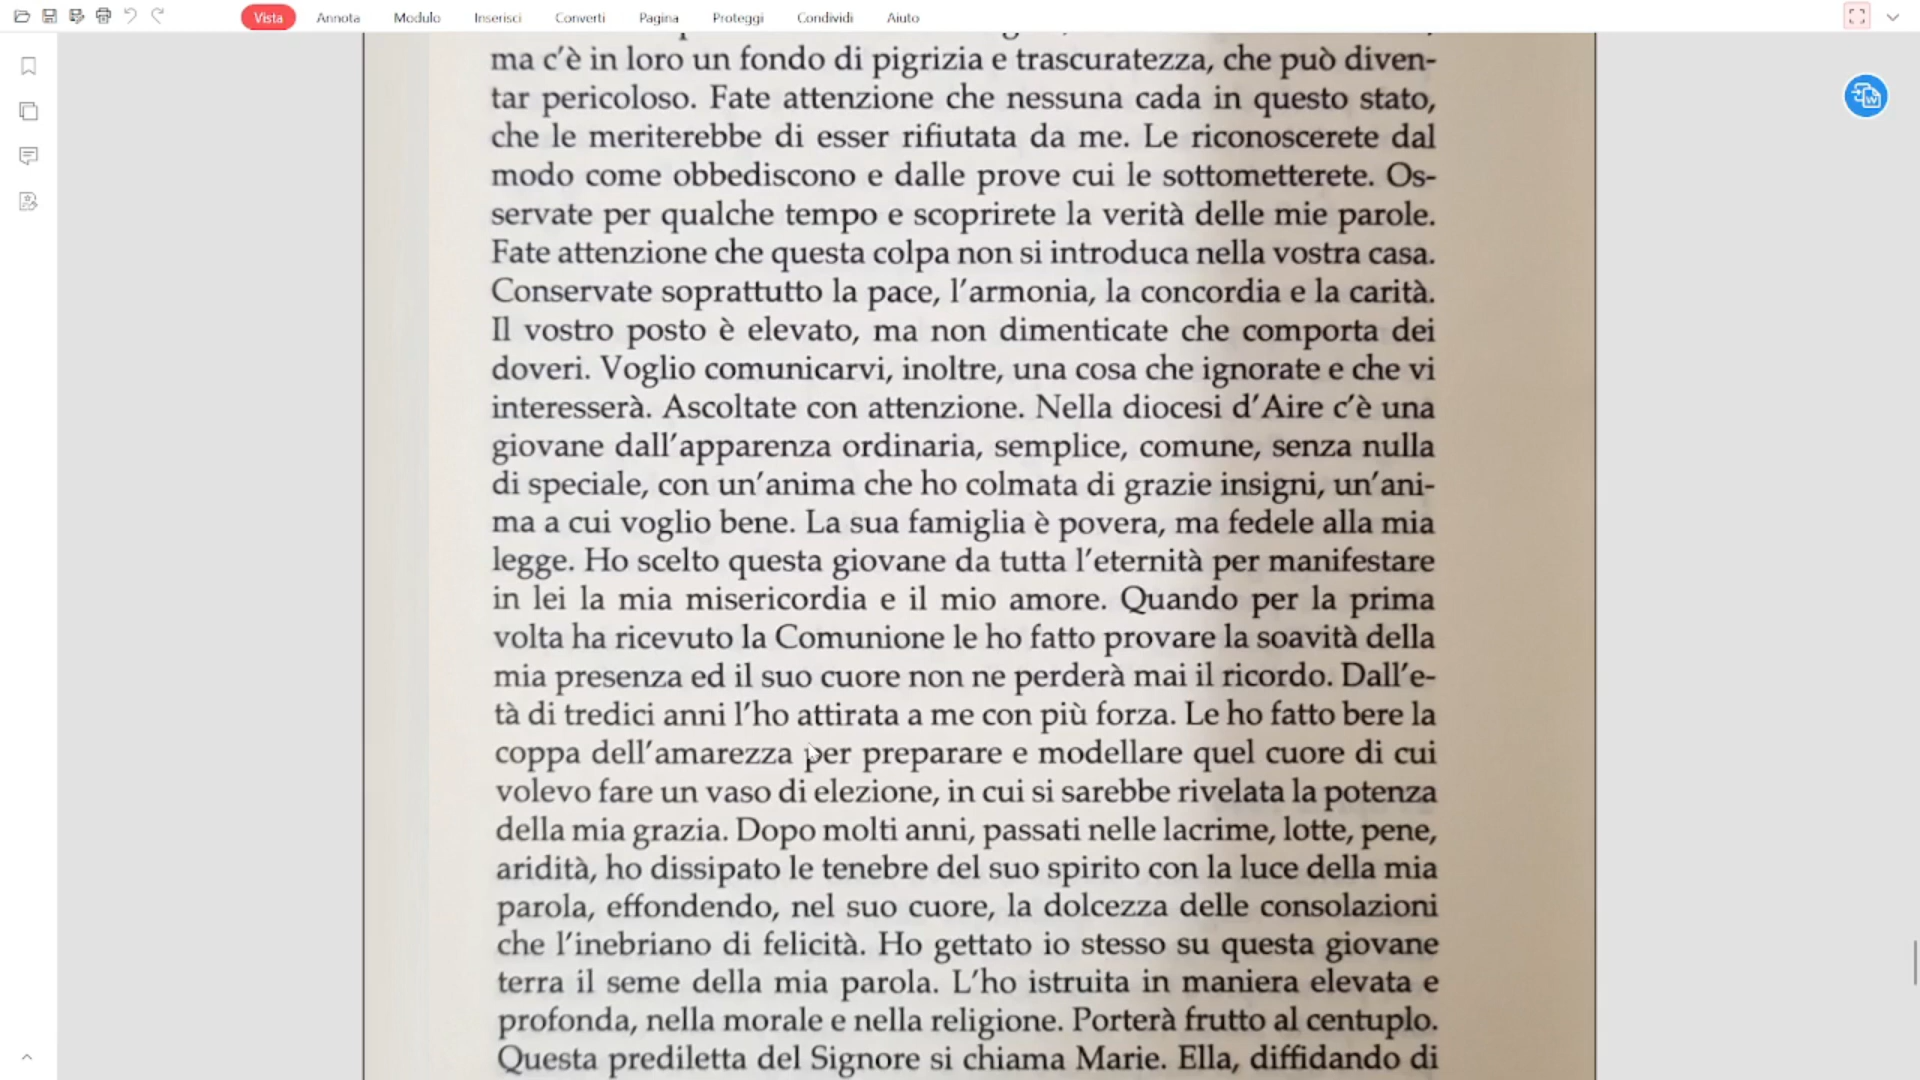 Vista Annota Modulo Inserisci Converti Pagina Proteggi Condividi Aiuto
ma c'è in loro un fondo di pigrizia e trascuratezza, che può diven-
tar pericoloso. Fate attenzione che nessuna cada in questo stato,
che le meriterebbe di esser rifiutata da me. Le riconoscerete dal
modo come obbediscono e dalle prove cui le sottometterete. Os-
servate per qualche tempo e scoprirete la verità delle mie parole.
Fate attenzione che questa colpa non si introduca nella vostra casa.
Conservate soprattutto la pace, l'armonia, la concordia e la carità.
Il vostro posto è elevato, ma non dimenticate che comporta dei
doveri. Voglio comunicarvi, inoltre, una cosa che ignorate e che vi
interesserà. Ascoltate con attenzione. Nella diocesi d'Aire c'è una
giovane dall'apparenza ordinaria, semplice, comune, senza nulla
di speciale, con un'anima che ho colmata di grazie insigni, un'ani-
ma a cui voglio bene. La sua famiglia è povera, ma fedele alla mia
legge. Ho scelto questa giovane da tutta l'eternità per manifestare
in lei la mia misericordia e il mio amore. Quando per la prima
volta ha ricevuto la Comunione le ho fatto provare la soavità della
mia presenza ed il suo cuore non ne perderà mai il ricordo. Dall'e-
tà di tredici anni l'ho attirata a me con più forza. Le ho fatto bere la
coppa dell'amarezza per preparare e modellare quel cuore di cui
volevo fare un vaso di elezione, in cui si sarebbe rivelata la potenza
della mia grazia. Dopo molti anni, passati nelle lacrime, lotte, pene,
aridità, ho dissipato le tenebre del suo spirito con la luce della mia
parola, effondendo, nel suo cuore, la dolcezza delle consolazioni
che l'inebriano di felicità. Ho gettato io stesso su questa giovane
terra il seme della mia parola. L'ho istruita in maniera elevata e
profonda, nella morale e nella religione. Porterà frutto al centuplo.
Questa prediletta del Signore si chiama Marie. Ella, diffidando di